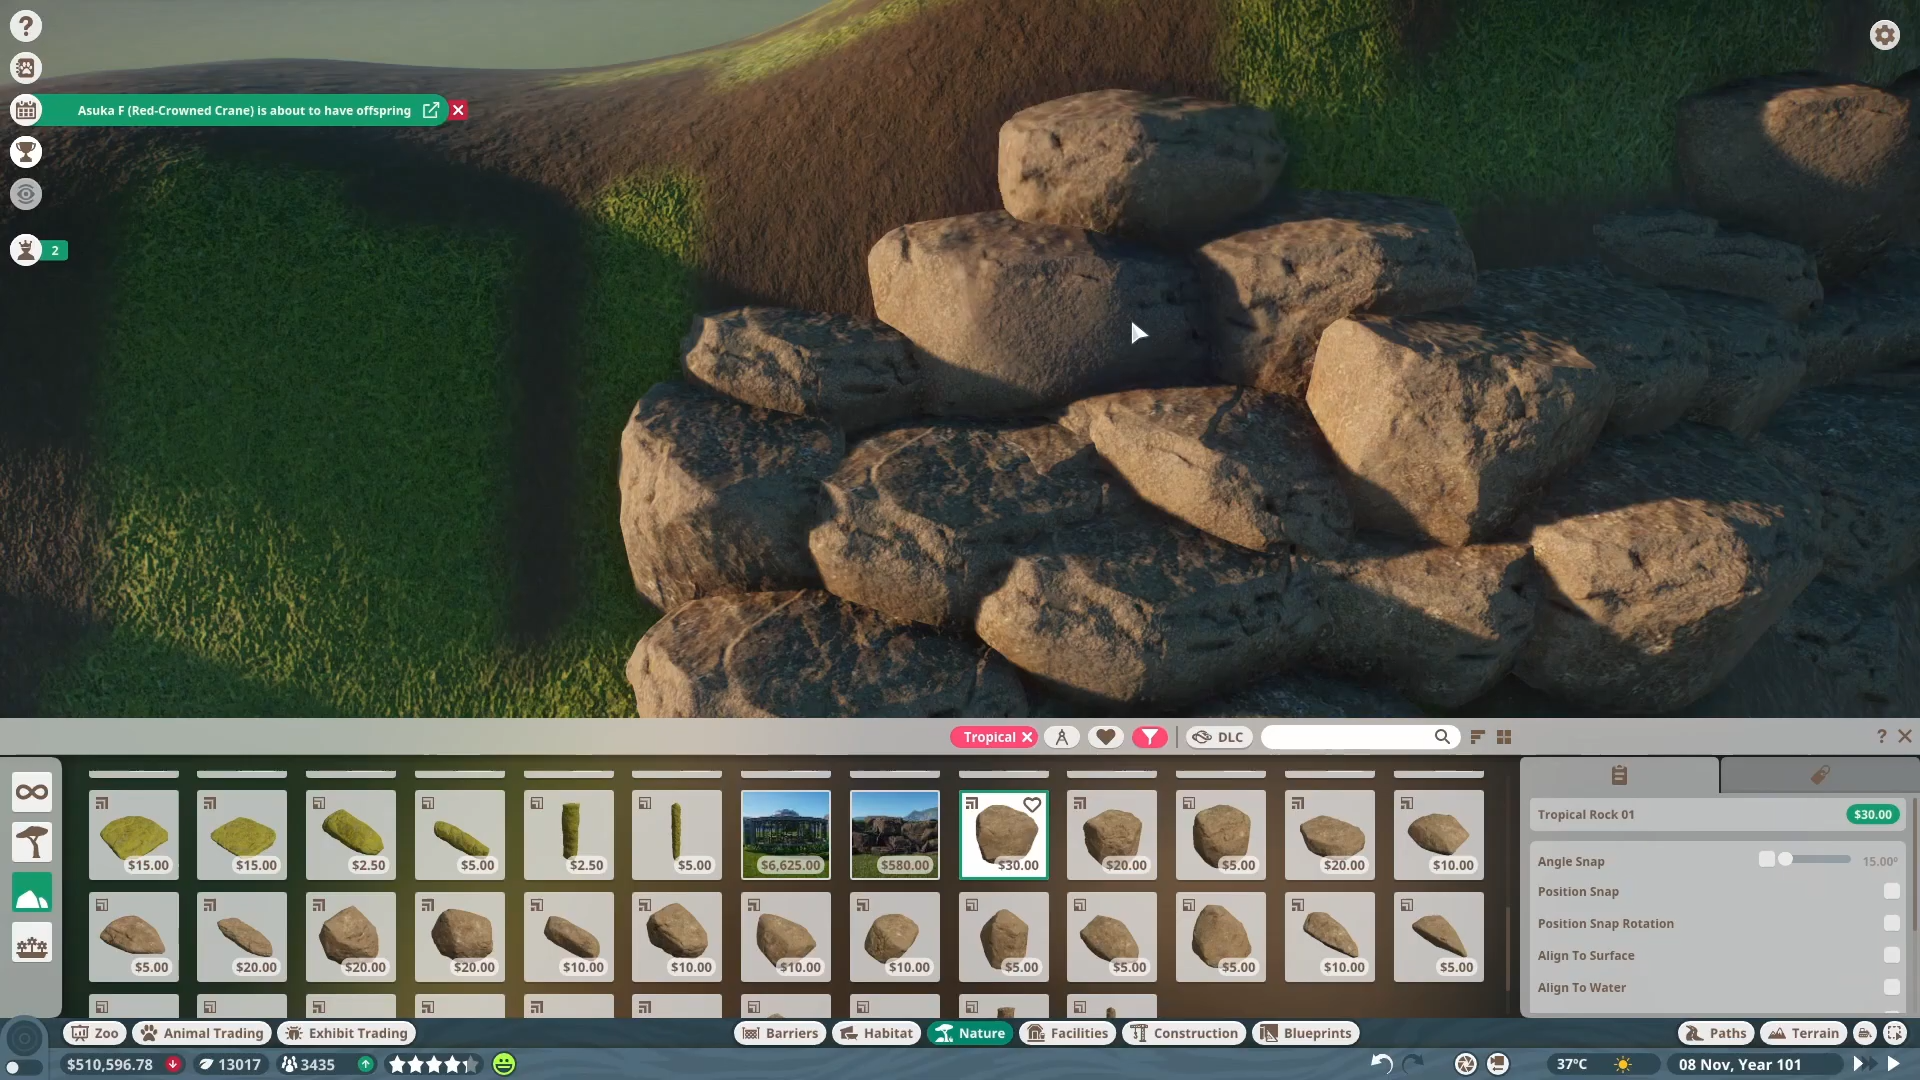 ?
Asuka F (Red-Crowned Crane) is about to have offspring
2
Tropical
DLC
?
$15.00 $15.00 $2.50 $5.00 $2.50 $5.00 $6,625.00 $580.00 $30.00 $20.00 $5.00 $20.00 $10.00
$5.00 $20.00 $20.00 $20.00 $10.00 $10.00 $10.00 $10.00 $5.00 $5.00 $5.00 $10.00 $5.00
Tropical Rock 01 $30.00
Angle Snap 15.00º
Position Snap
Position Snap Rotation
Align To Surface
Align To Water
Zoo Animal Trading Exhibit Trading Barriers Habitat Nature Facilities Construction Blueprints Paths Terrain
$510,596.78 13017 3435 37°C 08 Nov, Year 101